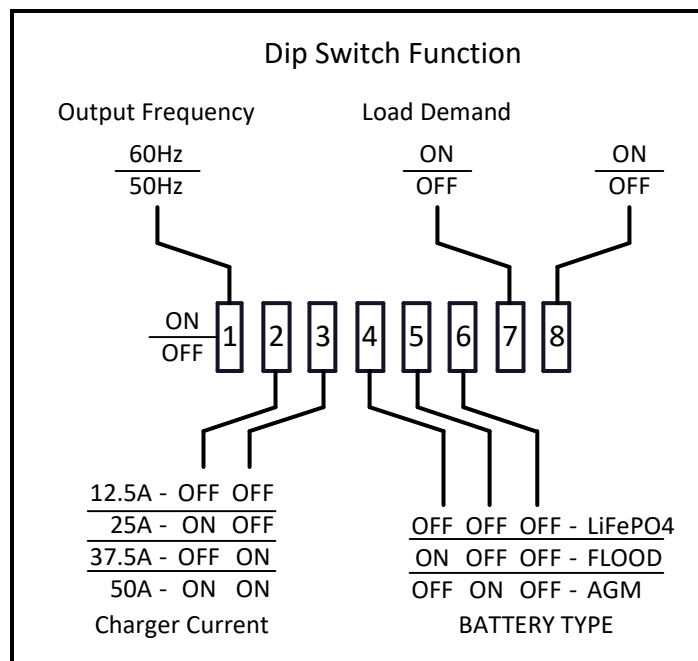 Dip Switch Function
Output Frequency Load Demand
60Hz ON ON
50Hz OFF OFF
ON
OFF
1 2 3 4 5 6 7 8
12.5A - OFF OFF
25A - ON OFF
37.5A - OFF ON
50A - ON ON
Charger Current
OFF OFF OFF - LiFePO4
ON OFF OFF - FLOOD
OFF ON OFF - AGM
BATTERY TYPE